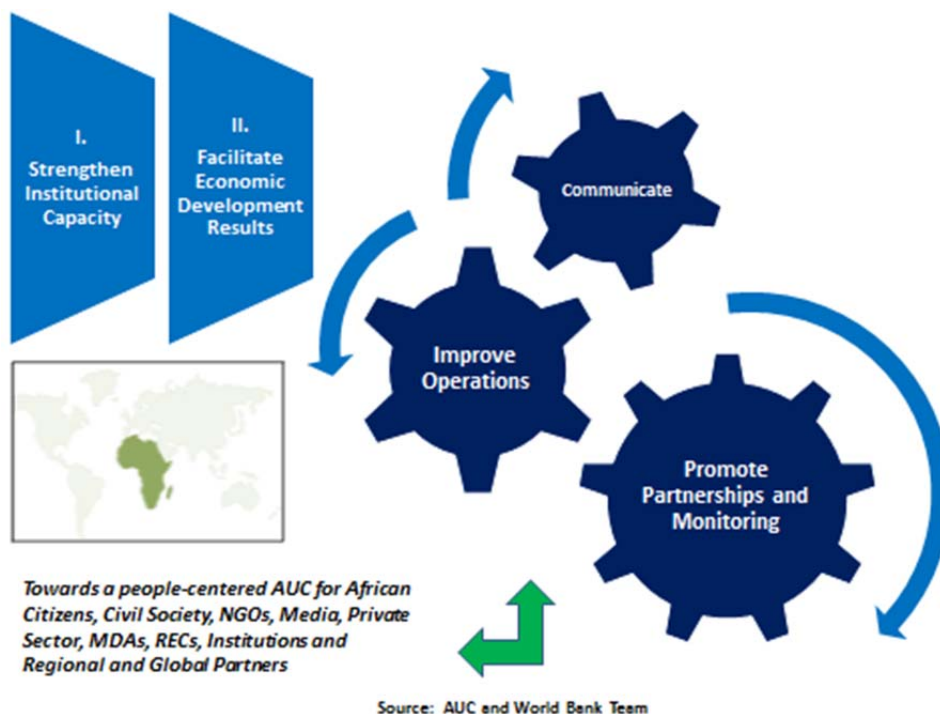 I.
Strengthen
Institutional
Capacity
II.
Facilitate
Economic
Development
Results
Communicate
Improve
Operations
Promote
Partnerships and
Monitoring
Towards a people-centered AUC for African
Citizens, Civil Society, NGOs, Media, Private
Sector, MDAs, RECs, Institutions and
Regional and Global Partners
Source: AUC and World Bank Team